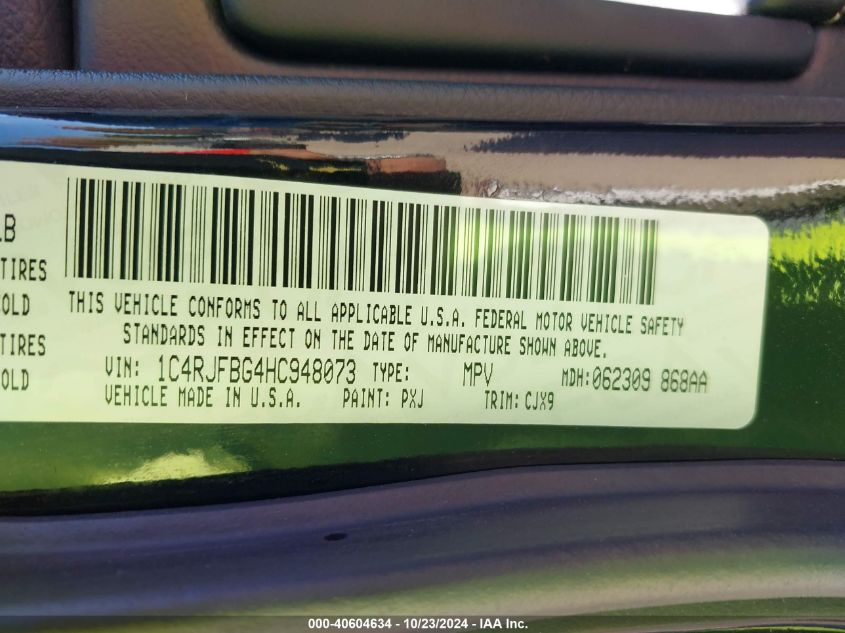 LB
TIRES
OLD
TIRES
OLD
THIS VEHICLE CONFORMS TO ALL APPLICABLE U.S.A. FEDERAL MOTOR VEHICLE SAFETY
STANDARDS IN EFFECT ON THE DATE OF MANUFACTURE SHOWN ABOVE.
VIN: 1C4RJFBG4HC948073 TYPE: MPV MDH:062309 868AA
VEHICLE MADE IN U.S.A. PAINT: PXJ TRIM: CJX9
000-40604634 - 10/23/2024 - IAA Inc.